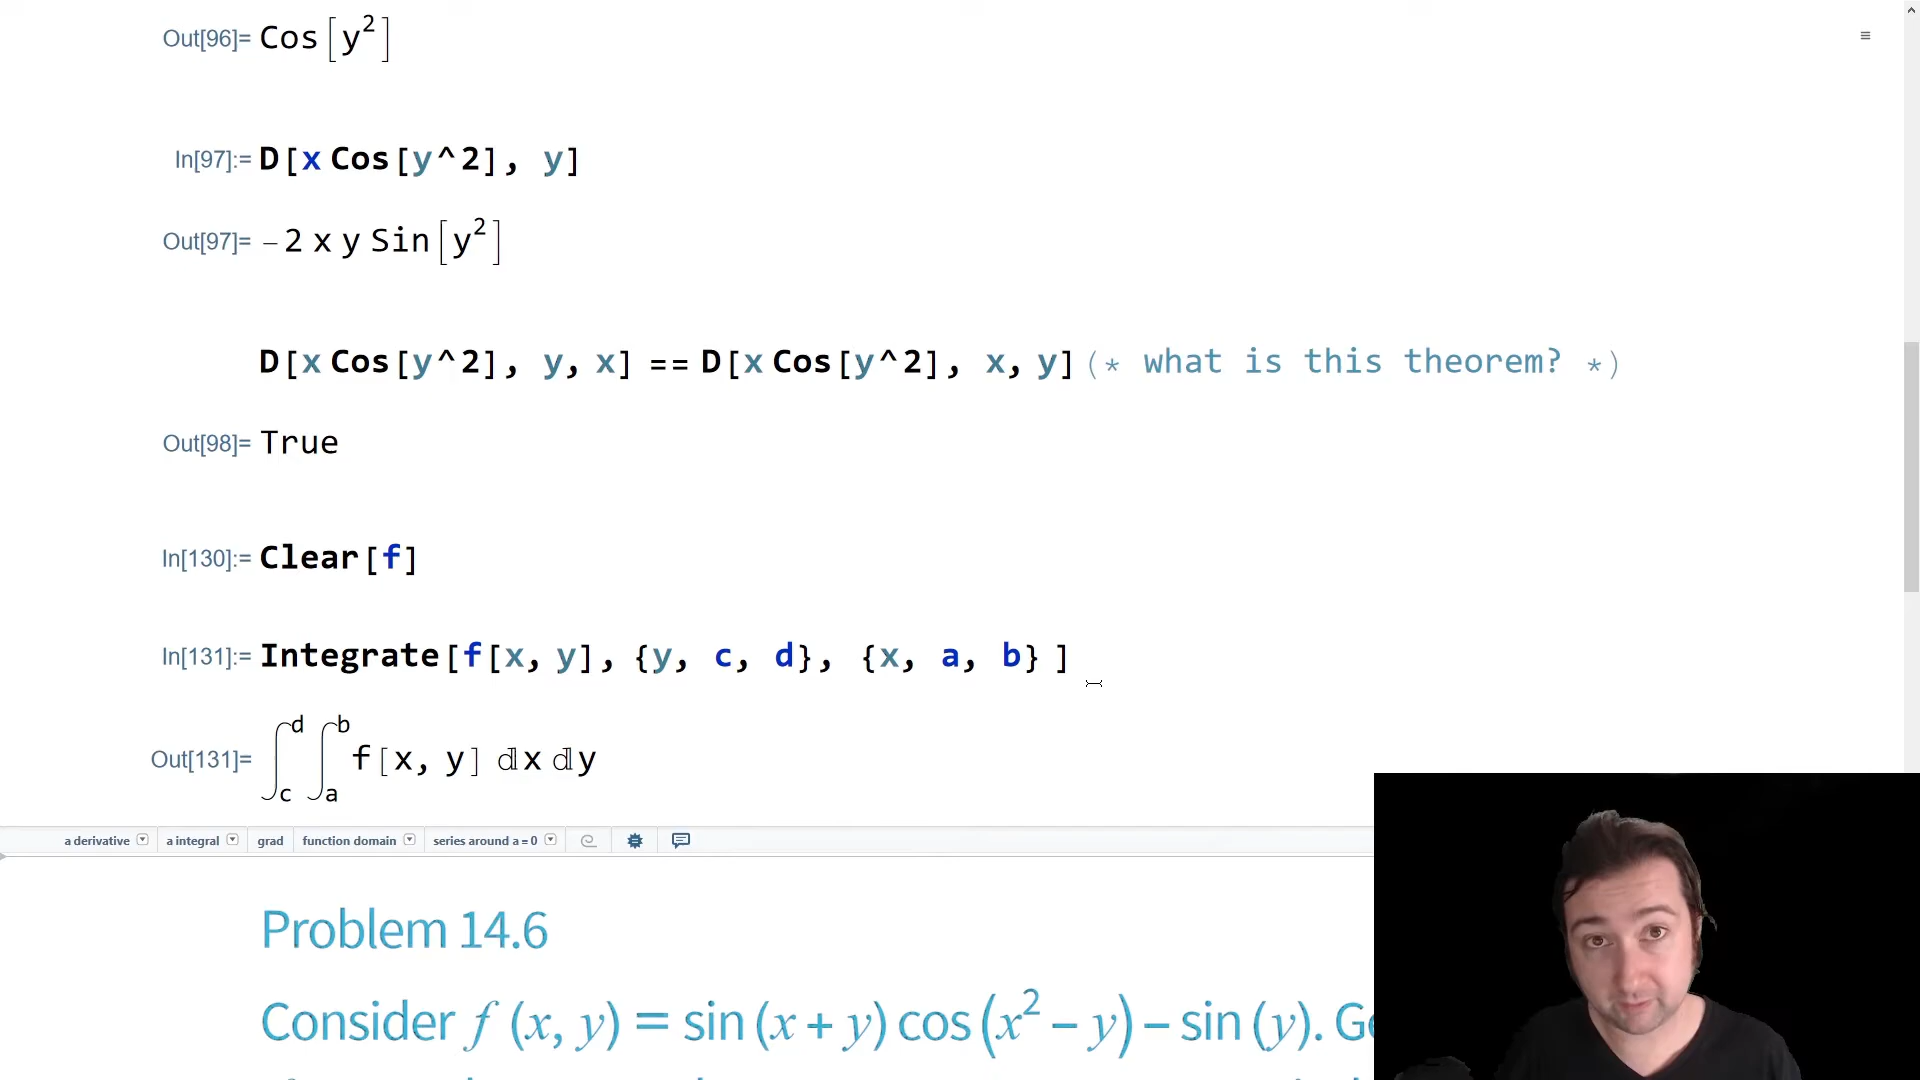 Out[96]= Cos[y²]
In[97]:= D[x Cos[y^2], y]
Out[97]= -2 x y Sin[y²]
D[x Cos[y^2], y, x] == D[x Cos[y^2], x, y] (* what is this theorem? *)
Out[98]= True
In[130]:= Clear[f]
In[131]:= Integrate[f[x, y], {y, c, d}, {x, a, b} ]
Out[131]= ∫_c^d ∫_a^b f[x, y] ⅆx ⅆy
a derivative a integral grad function domain series around a = 0
Problem 14.6
Consider f (x, y) = sin (x + y) cos (x² − y) − sin (y). Ge